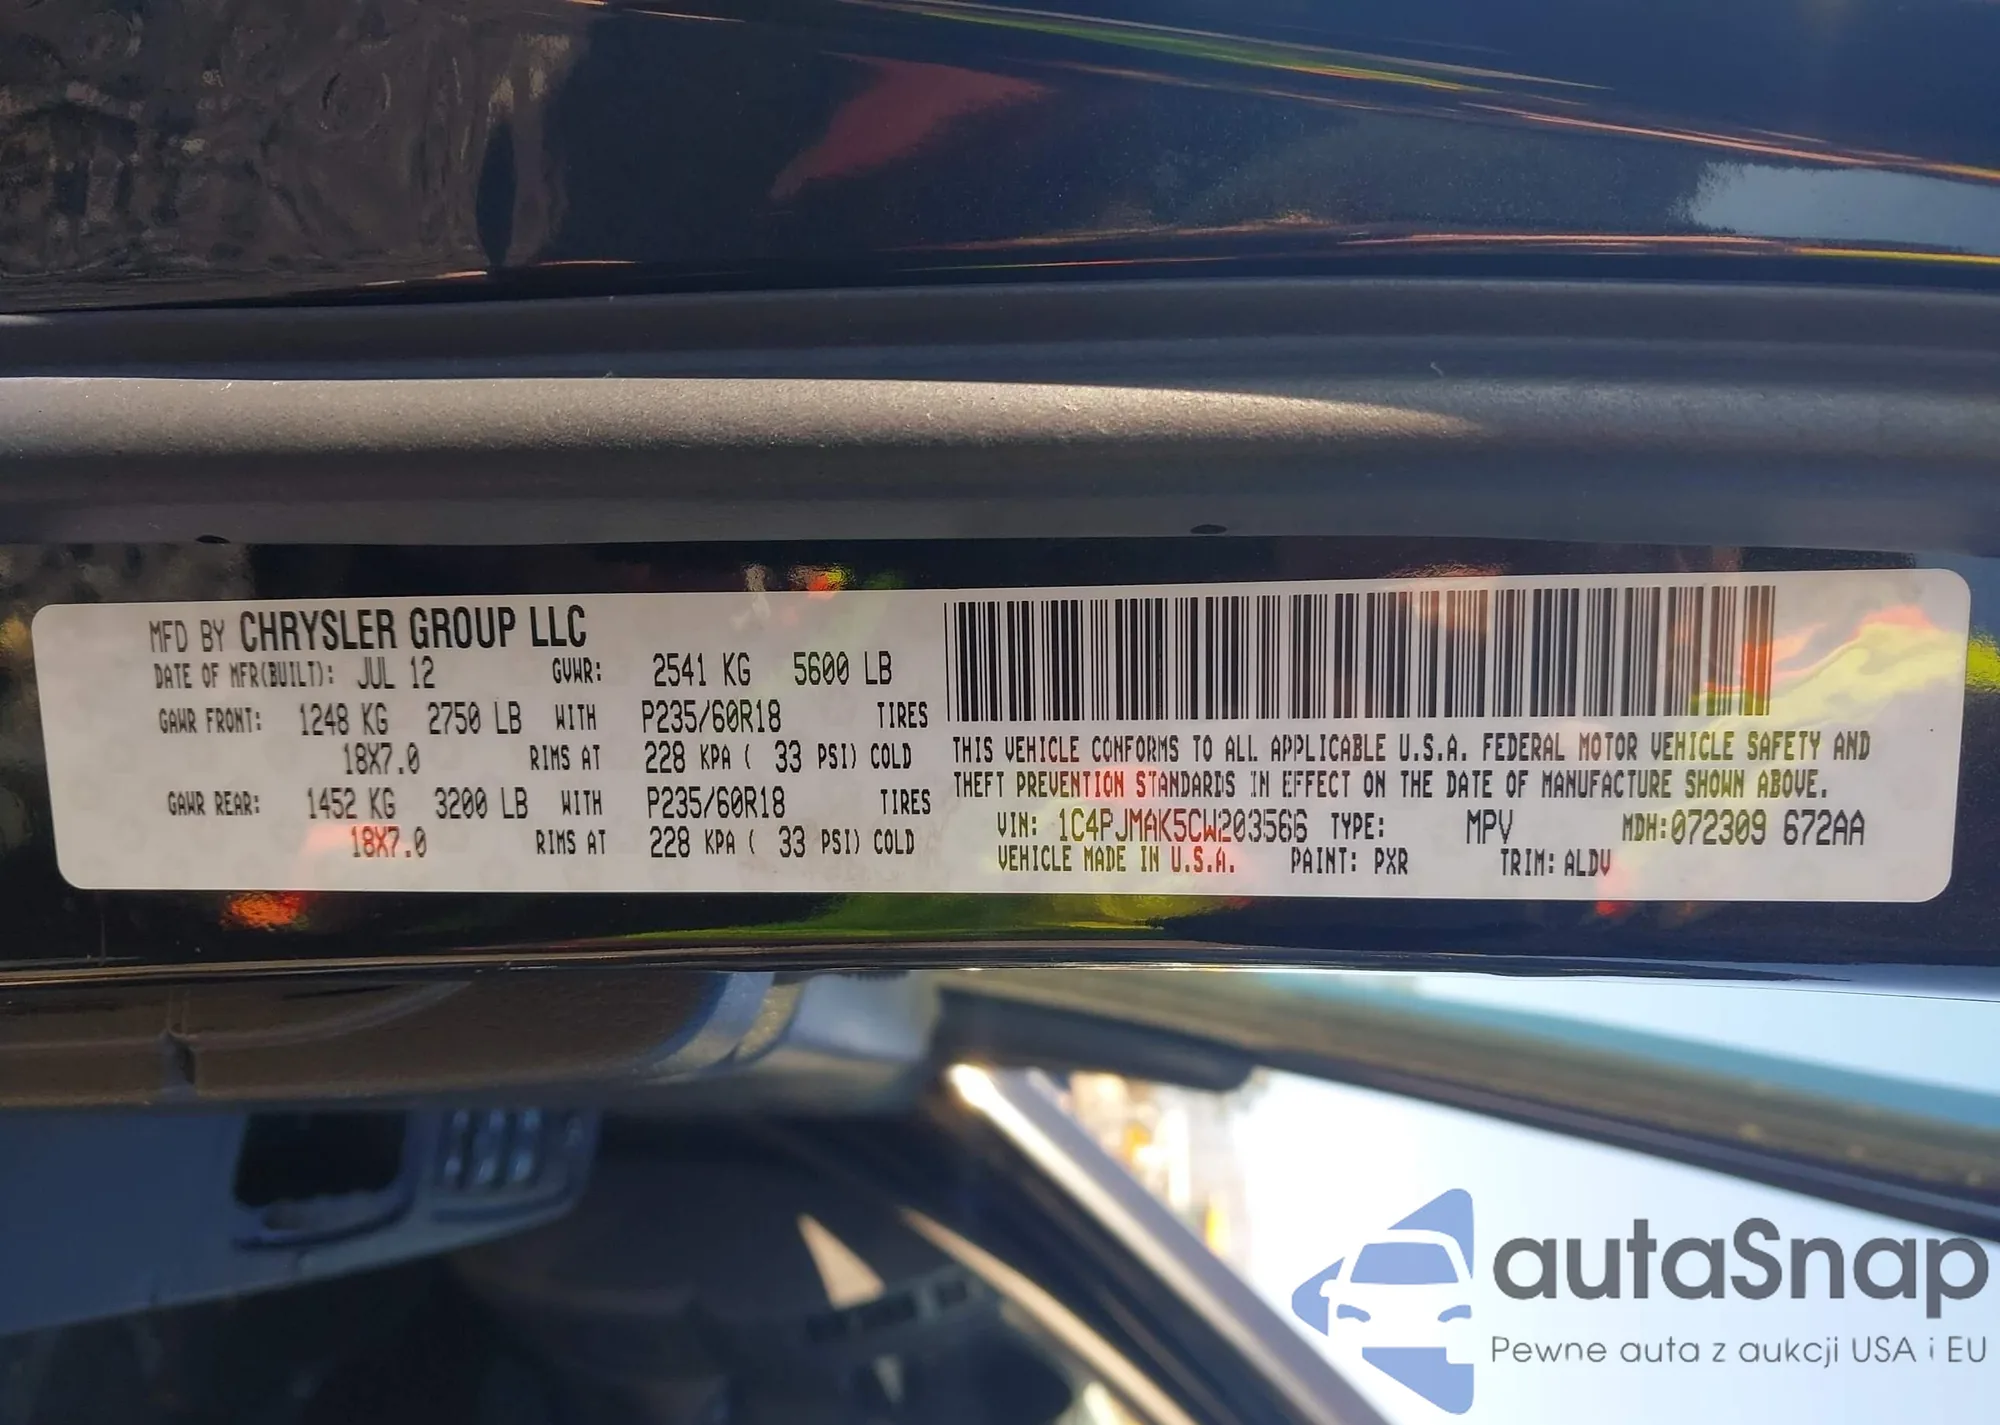 MFD BY CHRYSLER GROUP LLC
DATE OF MFR(BUILT): JUL 12 GVWR: 2541 KG 5600 LB
GAWR FRONT: 1248 KG 2750 LB WITH P235/60R18 TIRES
18X7.0 RIMS AT 228 KPA ( 33 PSI) COLD
GAWR REAR: 1452 KG 3200 LB WITH P235/60R18 TIRES
18X7.0 RIMS AT 228 KPA ( 33 PSI) COLD
THIS VEHICLE CONFORMS TO ALL APPLICABLE U.S.A. FEDERAL MOTOR VEHICLE SAFETY AND
THEFT PREVENTION STANDARDS IN EFFECT ON THE DATE OF MANUFACTURE SHOWN ABOVE.
VIN: 1C4PJMAK5CW203566 TYPE: MPV MDH:072309 672AA
VEHICLE MADE IN U.S.A. PAINT: PXR TRIM: ALDV
autaSnap
Pewne auta z aukcji USA i EU